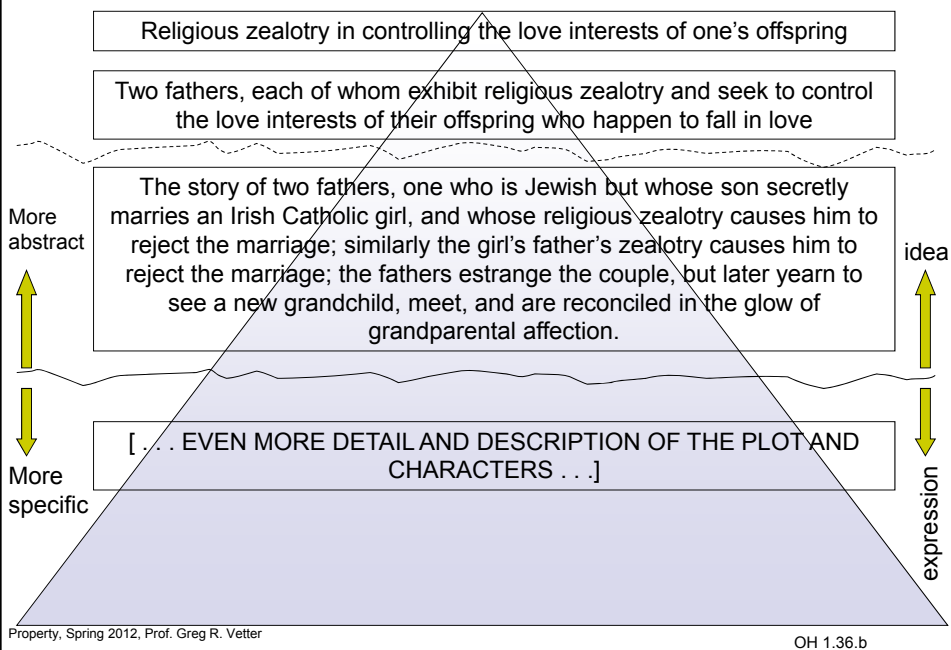 Religious zealotry in controlling the love interests of one's offspring
Two fathers, each of whom exhibit religious zealotry and seek to control
the love interests of their offspring who happen to fall in love
The story of two fathers, one who is Jewish but whose son secretly
marries an Irish Catholic girl, and whose religious zealotry causes him to
reject the marriage; similarly the girl's father's zealotry causes him to
reject the marriage; the fathers estrange the couple, but later yearn to
see a new grandchild, meet, and are reconciled in the glow of
grandparental affection.
More
abstract
idea
[ . . . EVEN MORE DETAIL AND DESCRIPTION OF THE PLOT AND
CHARACTERS . . .]
More
specific
expression
Property, Spring 2012, Prof. Greg R. Vetter
OH 1.36.b